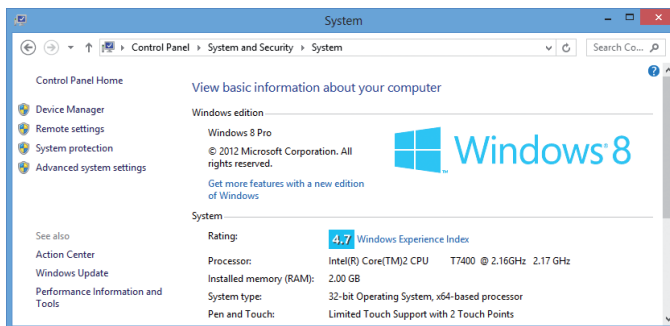 System
Control Panel ▸ System and Security ▸ System
Search Co...
Control Panel Home
Device Manager
Remote settings
System protection
Advanced system settings
See also
Action Center
Windows Update
Performance Information and
Tools
View basic information about your computer
Windows edition
Windows 8 Pro
© 2012 Microsoft Corporation. All
rights reserved.
Get more features with a new edition
of Windows
Windows® 8
System
Rating: 4.7 Windows Experience Index
Processor: Intel(R) Core(TM)2 CPU T7400 @ 2.16GHz 2.17 GHz
Installed memory (RAM): 2.00 GB
System type: 32-bit Operating System, x64-based processor
Pen and Touch: Limited Touch Support with 2 Touch Points